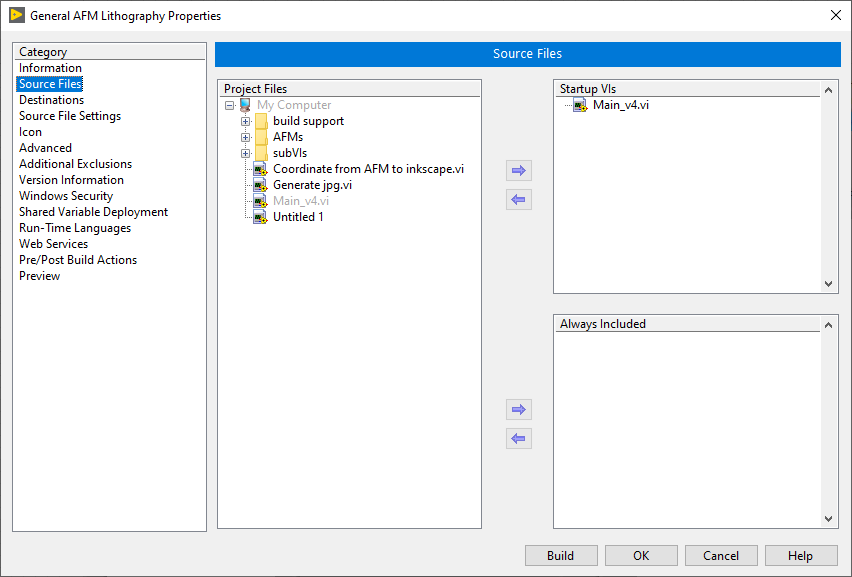 General AFM Lithography Properties
Category
Information
Source Files
Destinations
Source File Settings
Icon
Advanced
Additional Exclusions
Version Information
Windows Security
Shared Variable Deployment
Run-Time Languages
Web Services
Pre/Post Build Actions
Preview
Source Files
Project Files
My Computer
build support
AFMs
subVIs
Coordinate from AFM to inkscape.vi
Generate jpg.vi
Main_v4.vi
Untitled 1
Startup VIs
Main_v4.vi
Always Included
Build
OK
Cancel
Help